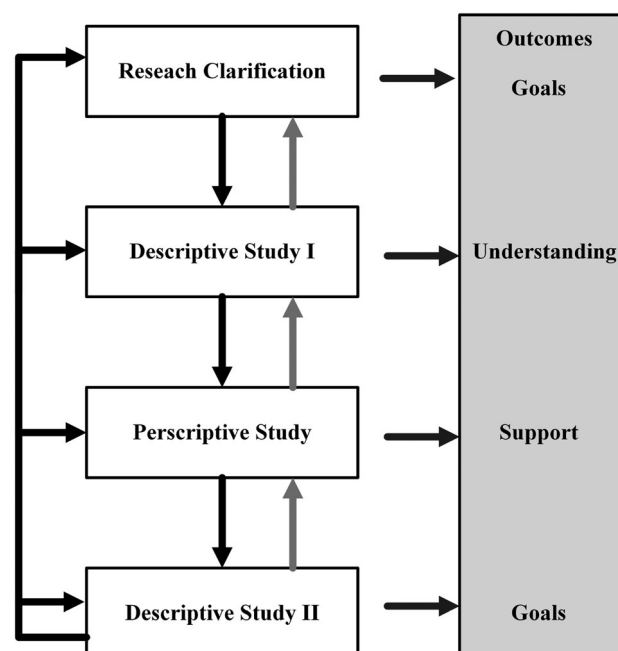 Reseach Clarification
Outcomes
Goals
Descriptive Study I
Understanding
Perscriptive Study
Support
Descriptive Study II
Goals